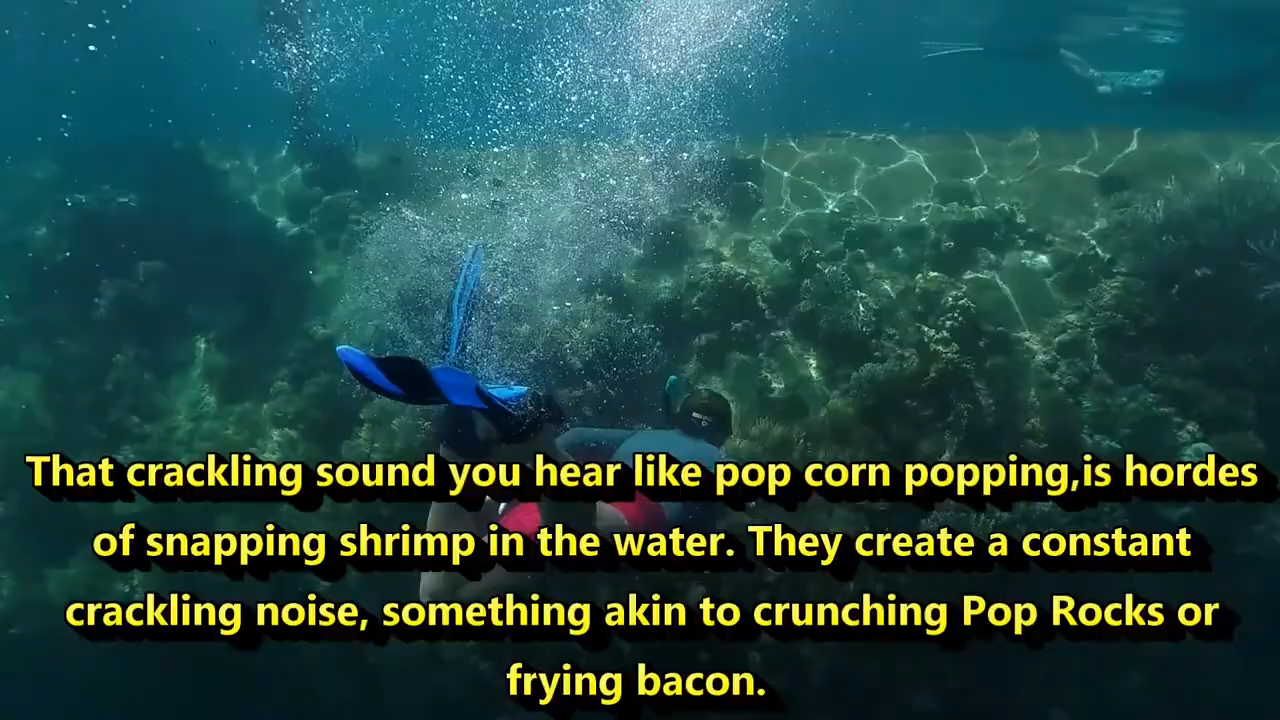 That crackling sound you hear like pop corn popping,is hordes
of snapping shrimp in the water. They create a constant
crackling noise, something akin to crunching Pop Rocks or
frying bacon.